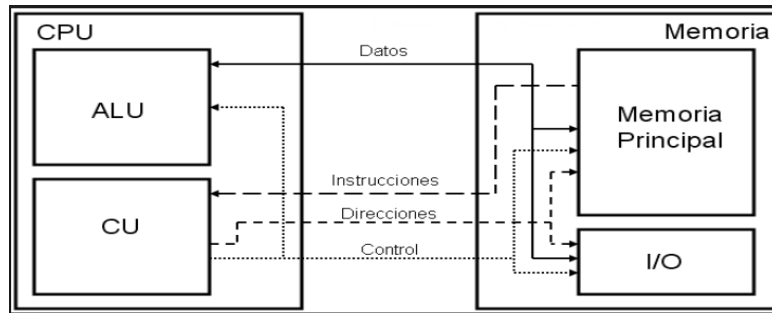 CPU
Memoria
Datos
ALU
Memoria
Principal
Instrucciones
CU
Direcciones
Control
I/O